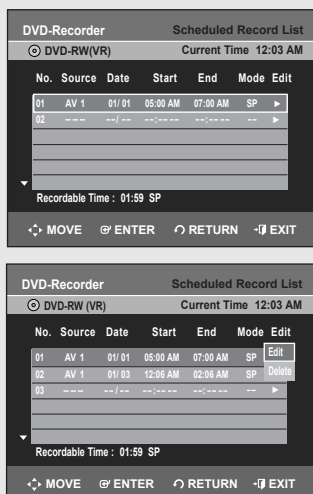 DVD-Recorder Scheduled Record List
DVD-RW(VR) Current Time 12:03 AM
No. Source Date Start End Mode Edit
01 AV 1 01/ 01 05:00 AM 07:00 AM SP ►
02 ––– --/ -- --:-- -- --:-- -- -- ►
Recordable Time : 01:59 SP
MOVE ENTER RETURN EXIT
DVD-Recorder Scheduled Record List
DVD-RW (VR) Current Time 12:03 AM
No. Source Date Start End Mode Edit
01 AV 1 01/ 01 05:00 AM 07:00 AM SP Edit
02 AV 1 01/ 03 12:06 AM 02:06 AM SP Delete
03 ––– -- / -- --:-- -- --:-- -- -- ►
Recordable Time : 01:59 SP
MOVE ENTER RETURN EXIT